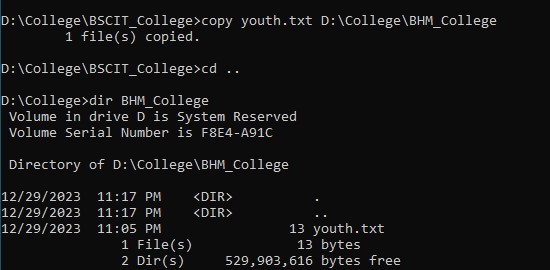 D:\College\BSCIT_College>copy youth.txt D:\College\BHM_College
        1 file(s) copied.
D:\College\BSCIT_College>cd ..
D:\College>dir BHM_College
 Volume in drive D is System Reserved
 Volume Serial Number is F8E4-A91C
 Directory of D:\College\BHM_College
12/29/2023  11:17 PM    <DIR>          .
12/29/2023  11:17 PM    <DIR>          ..
12/29/2023  11:05 PM                13 youth.txt
               1 File(s)             13 bytes
               2 Dir(s)     529,903,616 bytes free